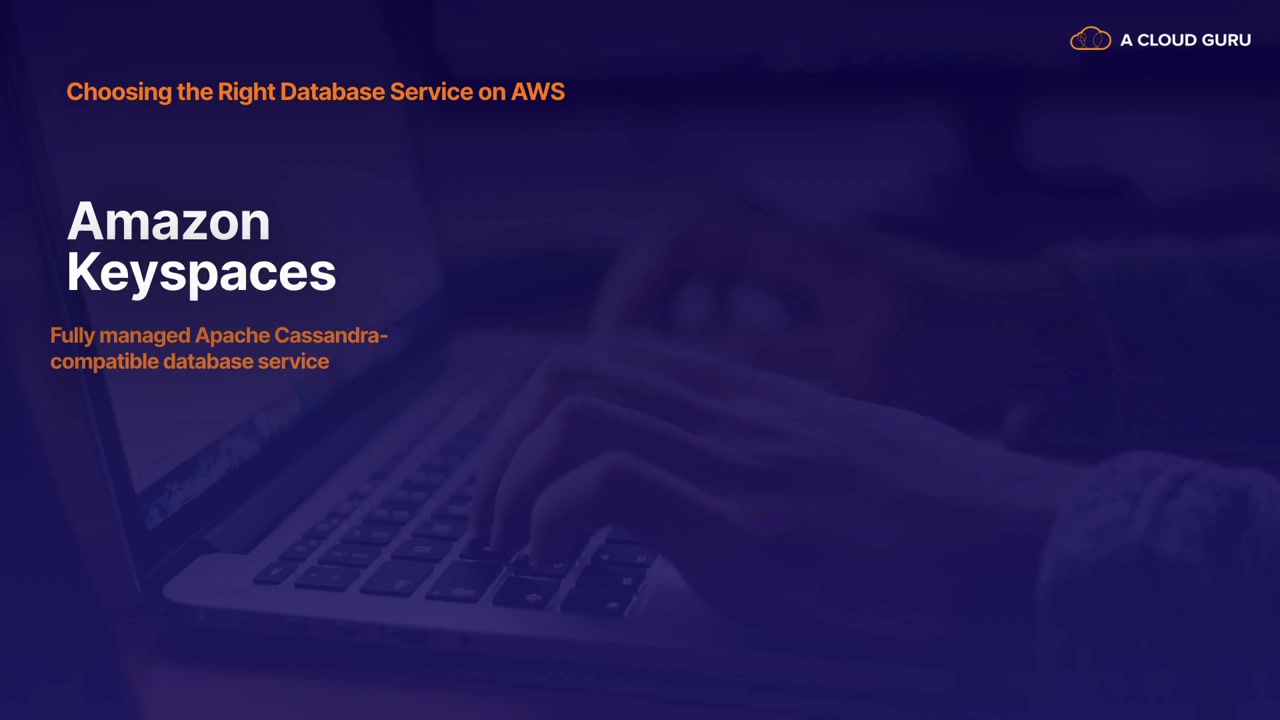 A CLOUD GURU
Choosing the Right Database Service on AWS
Amazon
Keyspaces
Fully managed Apache Cassandra-
compatible database service